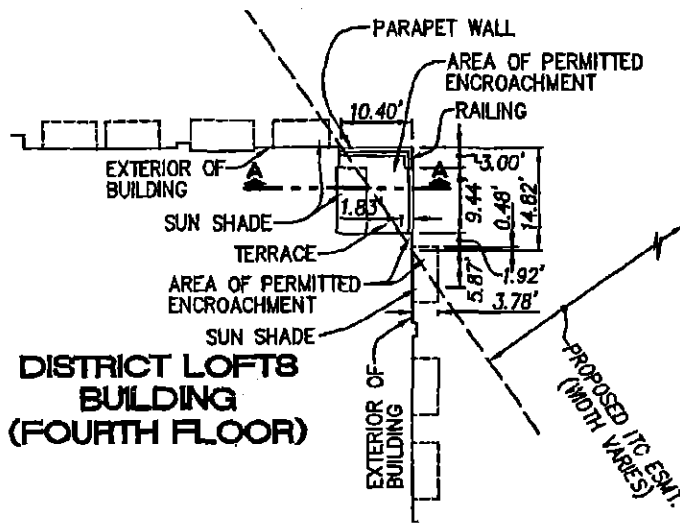 PARAPET WALL
AREA OF PERMITTED
ENCROACHMENT
10.40'
RAILING
EXTERIOR OF
BUILDING
A
A
3.00'
9.44'
0.48'
14.82'
SUN SHADE
1.83'
TERRACE
AREA OF PERMITTED
ENCROACHMENT
1.92'
5.87'
3.78'
SUN SHADE
DISTRICT LOFTS
BUILDING
(FOURTH FLOOR)
EXTERIOR OF
BUILDING
PROPOSED ITC ESMT.
(WIDTH VARIES)